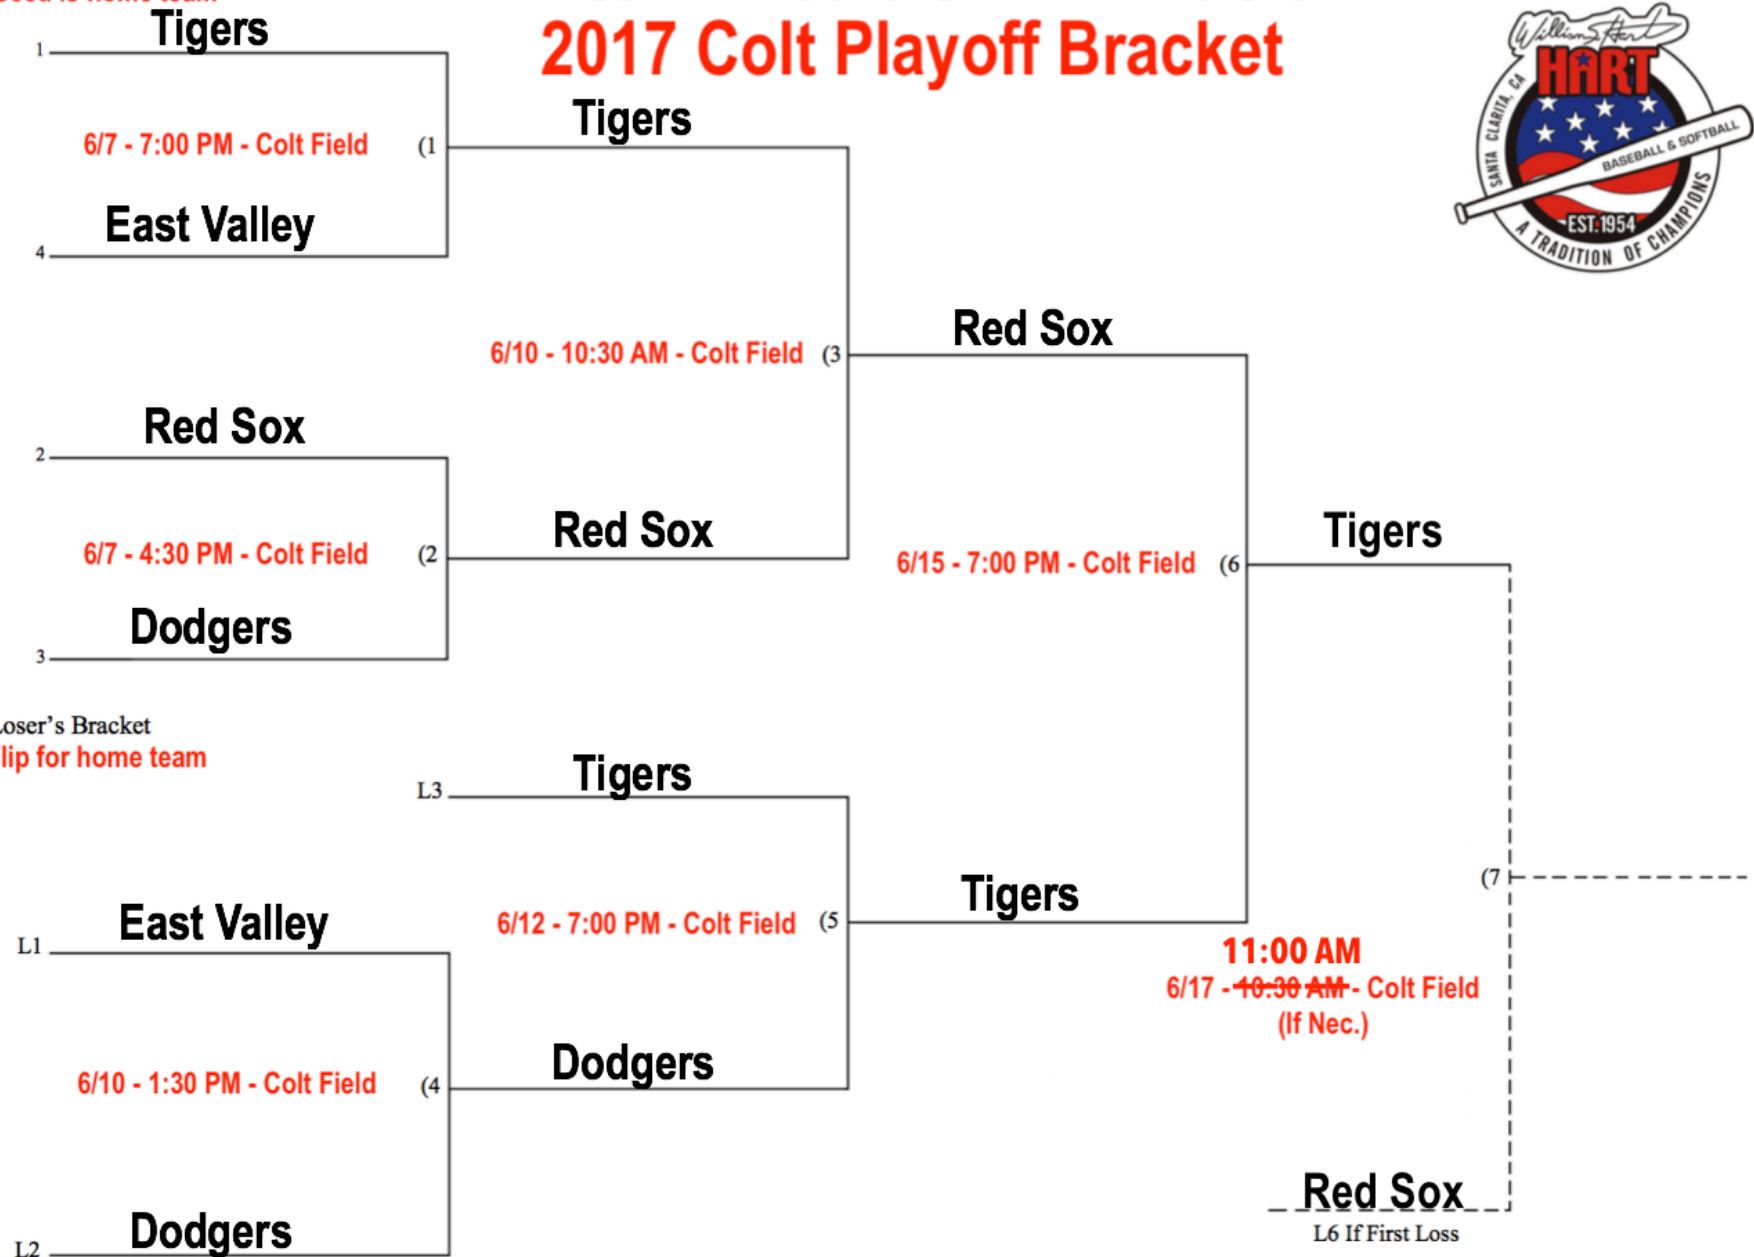 home team
2017 Colt Playoff Bracket
William S. Hart
HART
SANTA CLARITA, CA
BASEBALL & SOFTBALL
EST. 1954
A TRADITION OF CHAMPIONS
1 Tigers
6/7 - 7:00 PM - Colt Field (1
Tigers
4 East Valley
6/10 - 10:30 AM - Colt Field (3
Red Sox
2 Red Sox
6/7 - 4:30 PM - Colt Field (2
Red Sox
6/15 - 7:00 PM - Colt Field (6
Tigers
3 Dodgers
oser's Bracket
lip for home team
L3 Tigers
L1 East Valley
6/12 - 7:00 PM - Colt Field (5
Tigers
11:00 AM
6/17 - 10:30 AM - Colt Field
(If Nec.)
(7
6/10 - 1:30 PM - Colt Field (4
Dodgers
L2 Dodgers
Red Sox
L6 If First Loss